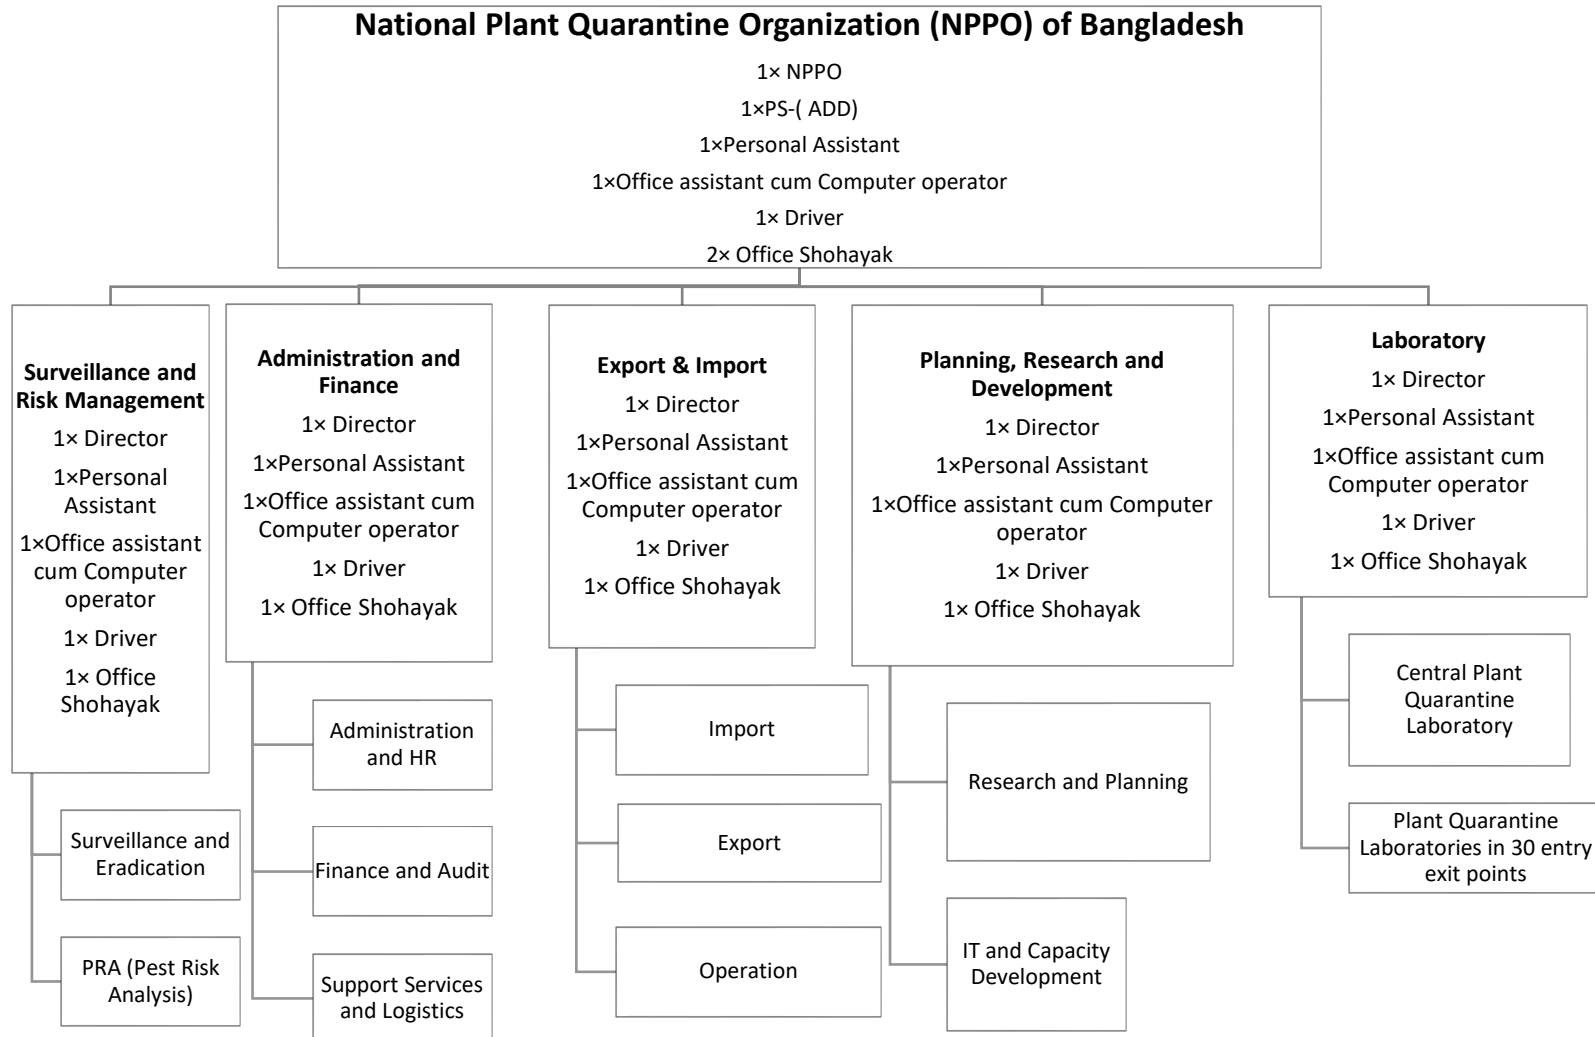 National Plant Quarantine Organization (NPPO) of Bangladesh
1× NPPO
1×PS-( ADD)
1×Personal Assistant
1×Office assistant cum Computer operator
1× Driver
2× Office Shohayak
Surveillance and
Risk Management
1× Director
1×Personal
Assistant
1×Office assistant
cum Computer
operator
1× Driver
1× Office
Shohayak
Surveillance and
Eradication
PRA (Pest Risk
Analysis)
Administration and
Finance
1× Director
1×Personal Assistant
1×Office assistant cum
Computer operator
1× Driver
1× Office Shohayak
Administration
and HR
Finance and Audit
Support Services
and Logistics
Export & Import
1× Director
1×Personal Assistant
1×Office assistant cum
Computer operator
1× Driver
1× Office Shohayak
Import
Export
Operation
Planning, Research and
Development
1× Director
1×Personal Assistant
1×Office assistant cum Computer
operator
1× Driver
1× Office Shohayak
Research and Planning
IT and Capacity
Development
Laboratory
1× Director
1×Personal Assistant
1×Office assistant cum
Computer operator
1× Driver
1× Office Shohayak
Central Plant
Quarantine
Laboratory
Plant Quarantine
Laboratories in 30 entry
exit points